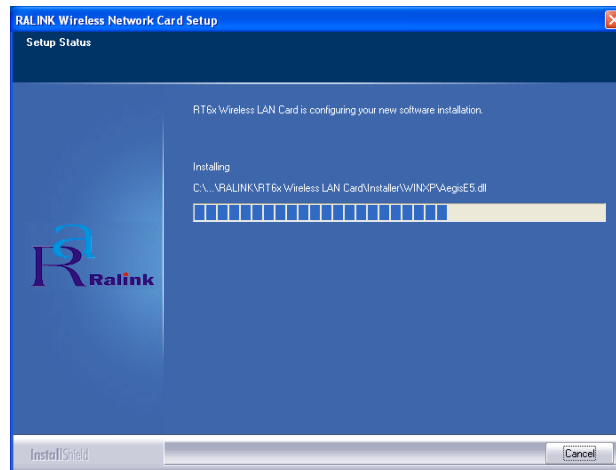 RALINK Wireless Network Card Setup
Setup Status
RT6x Wireless LAN Card is configuring your new software installation.
Installing
C:\...\RALINK\RT6x Wireless LAN Card\Installer\WINXP\AegisE5.dll
Ra
Ralink
InstallShield
Cancel